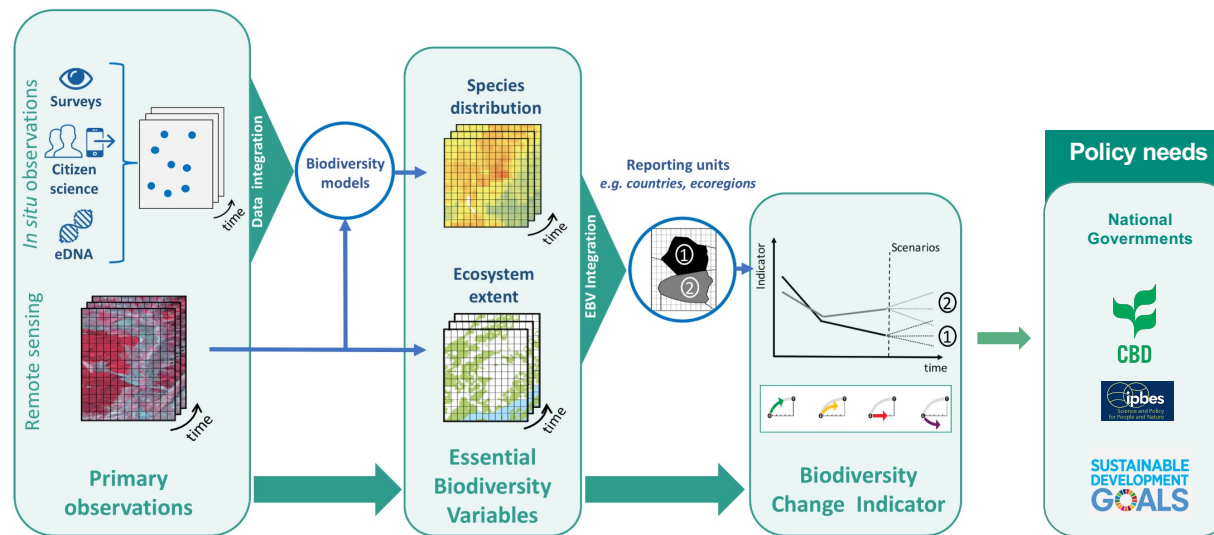 In situ observations
Surveys
Citizen
science
eDNA
time
Data integration
Remote sensing
time
Primary
observations
Biodiversity
models
Species
distribution
time
Ecosystem
extent
time
Essential
Biodiversity
Variables
EBV Integration
Reporting units
e.g. countries, ecoregions
1
2
Indicator
Scenarios
2
1
time
Biodiversity
Change Indicator
Policy needs
National
Governments
CBD
ipbes
Science and Policy
for People and Nature
SUSTAINABLE
DEVELOPMENT
GOALS